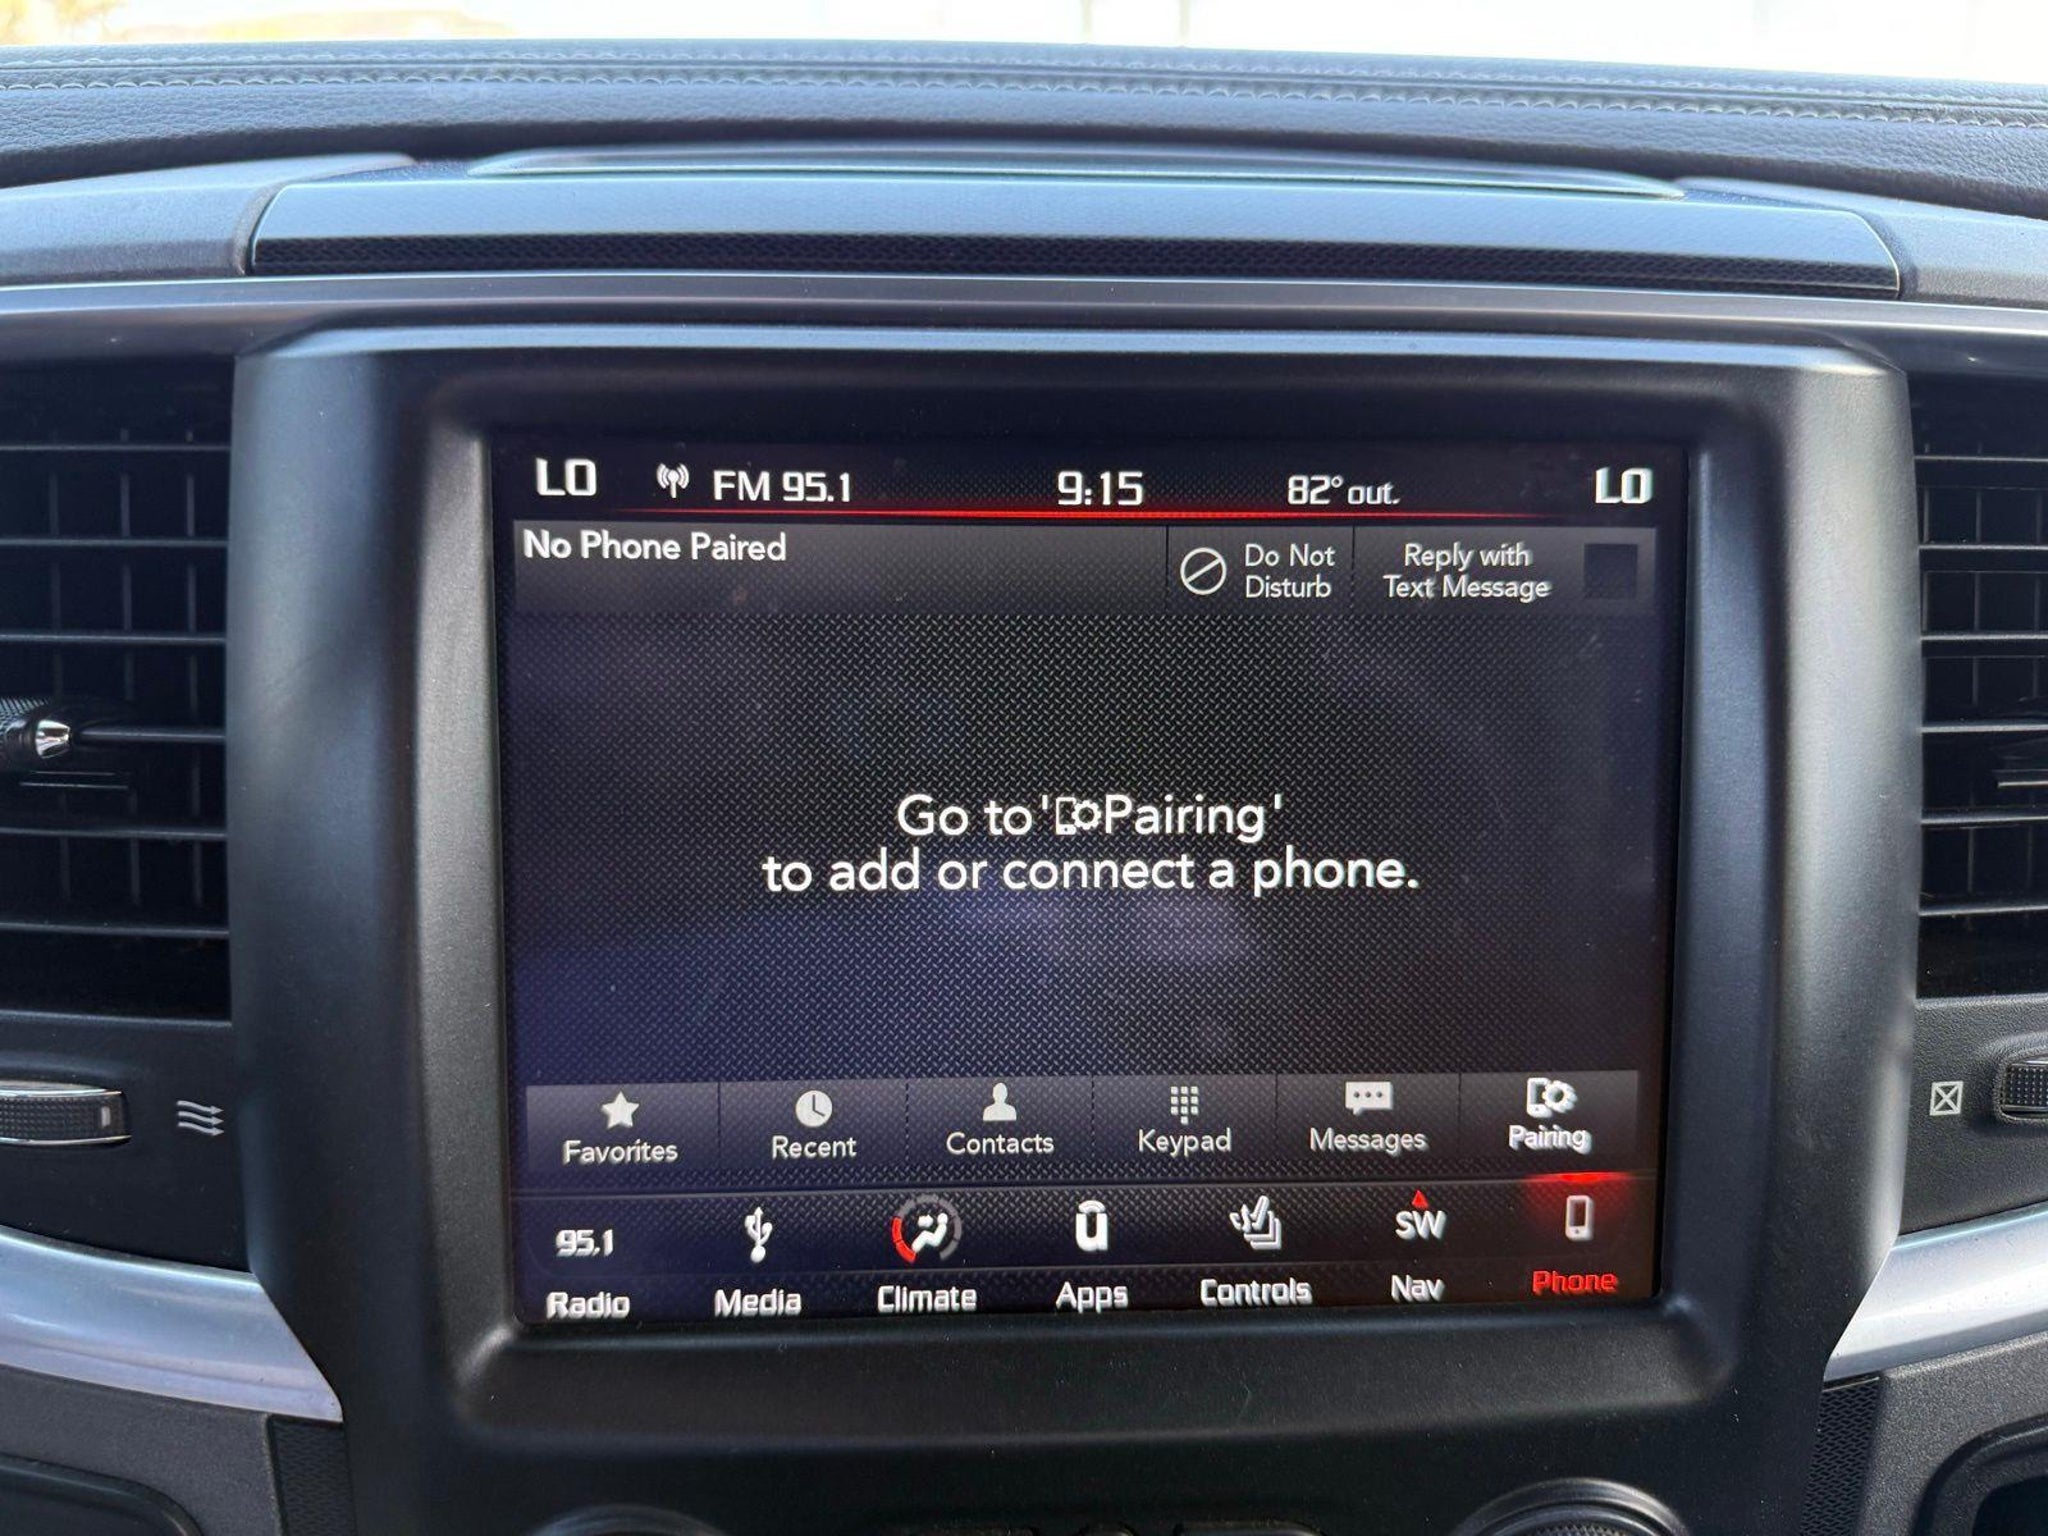 LO FM 95.1 9:15 82° out. LO
No Phone Paired
Do Not
Disturb
Reply with
Text Message
Go to 'Pairing'
to add or connect a phone.
Favorites Recent Contacts Keypad Messages Pairing
95.1 SW
Radio Media Climate Apps Controls Nav Phone